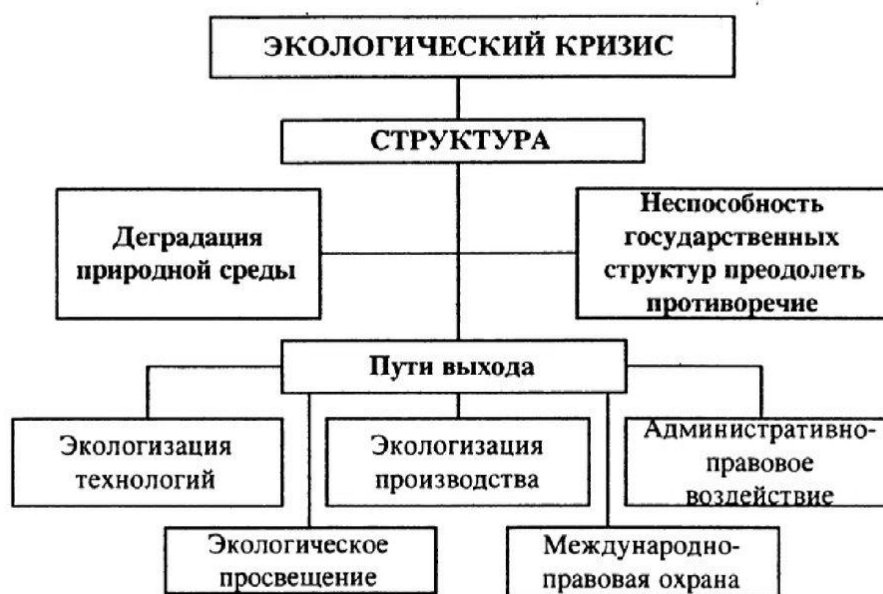 ЭКОЛОГИЧЕСКИЙ КРИЗИС
СТРУКТУРА
Деградация
природной среды
Неспособность
государственных
структур преодолеть
противоречие
Пути выхода
Экологизация
технологий
Экологизация
производства
Административно-
правовое
воздействие
Экологическое
просвещение
Международно-
правовая охрана